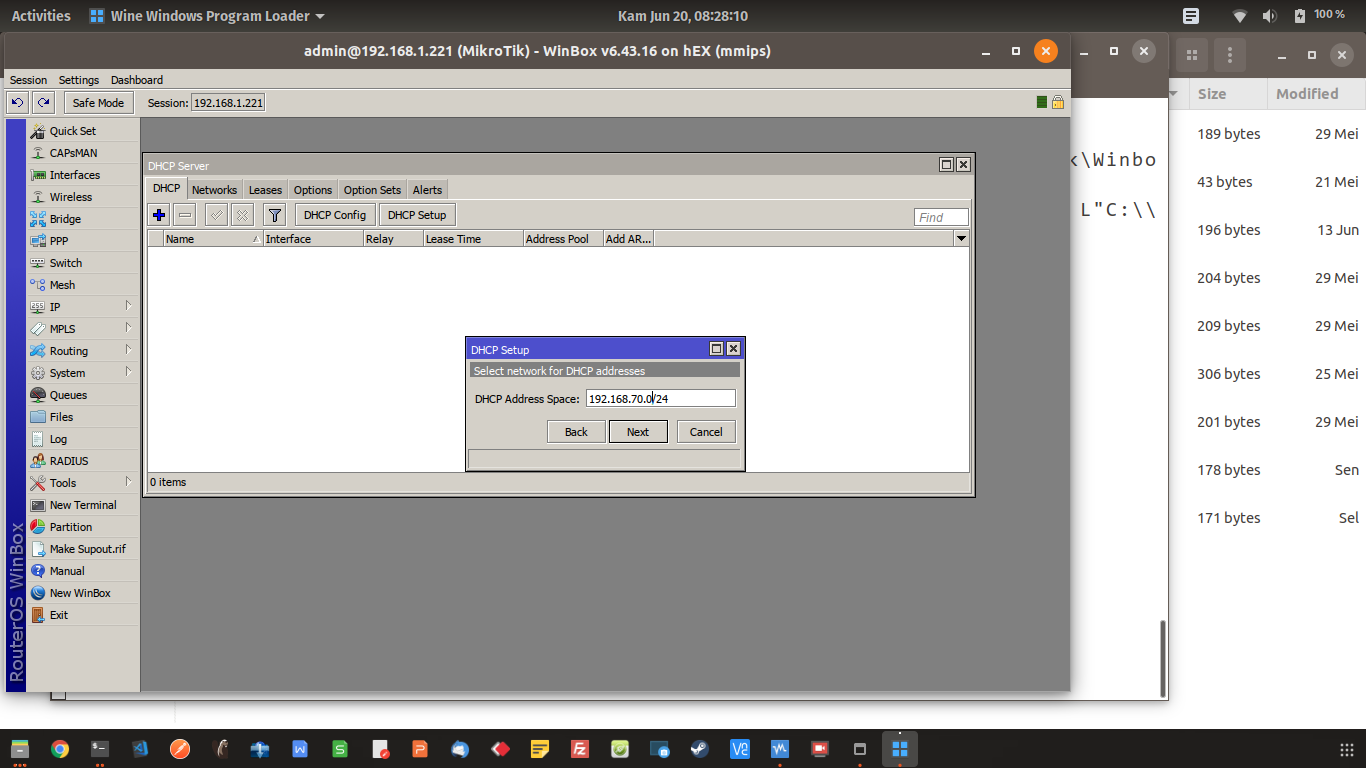 Activities
Wine Windows Program Loader
Kam Jun 20, 08:28:10
100 %
admin@192.168.1.221 (MikroTik) - WinBox v6.43.16 on hEX (mmips)
Session Settings Dashboard
Safe Mode
Session: 192.168.1.221
RouterOS WinBox
Quick Set
CAPsMAN
Interfaces
Wireless
Bridge
PPP
Switch
Mesh
IP
MPLS
Routing
System
Queues
Files
Log
RADIUS
Tools
New Terminal
Partition
Make Supout.rif
Manual
New WinBox
Exit
DHCP Server
DHCP Networks Leases Options Option Sets Alerts
DHCP Config DHCP Setup
Find
Name Interface Relay Lease Time Address Pool Add AR...
DHCP Setup
Select network for DHCP addresses
DHCP Address Space: 192.168.70.0/24
Back Next Cancel
0 items
k\Winbo
L"C:\\
Size Modified
189 bytes 29 Mei
43 bytes 21 Mei
196 bytes 13 Jun
204 bytes 29 Mei
209 bytes 29 Mei
306 bytes 25 Mei
201 bytes 29 Mei
178 bytes Sen
171 bytes Sel